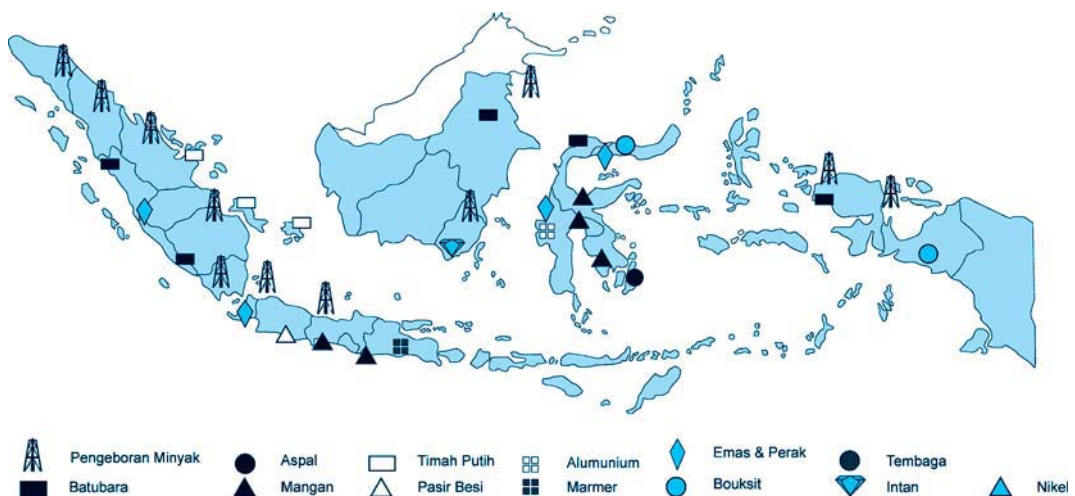 Pengeboran Minyak
Aspal
Timah Putih
Alumunium
Emas & Perak
Tembaga
Batubara
Mangan
Pasir Besi
Marmer
Bouksit
Intan
Nikel